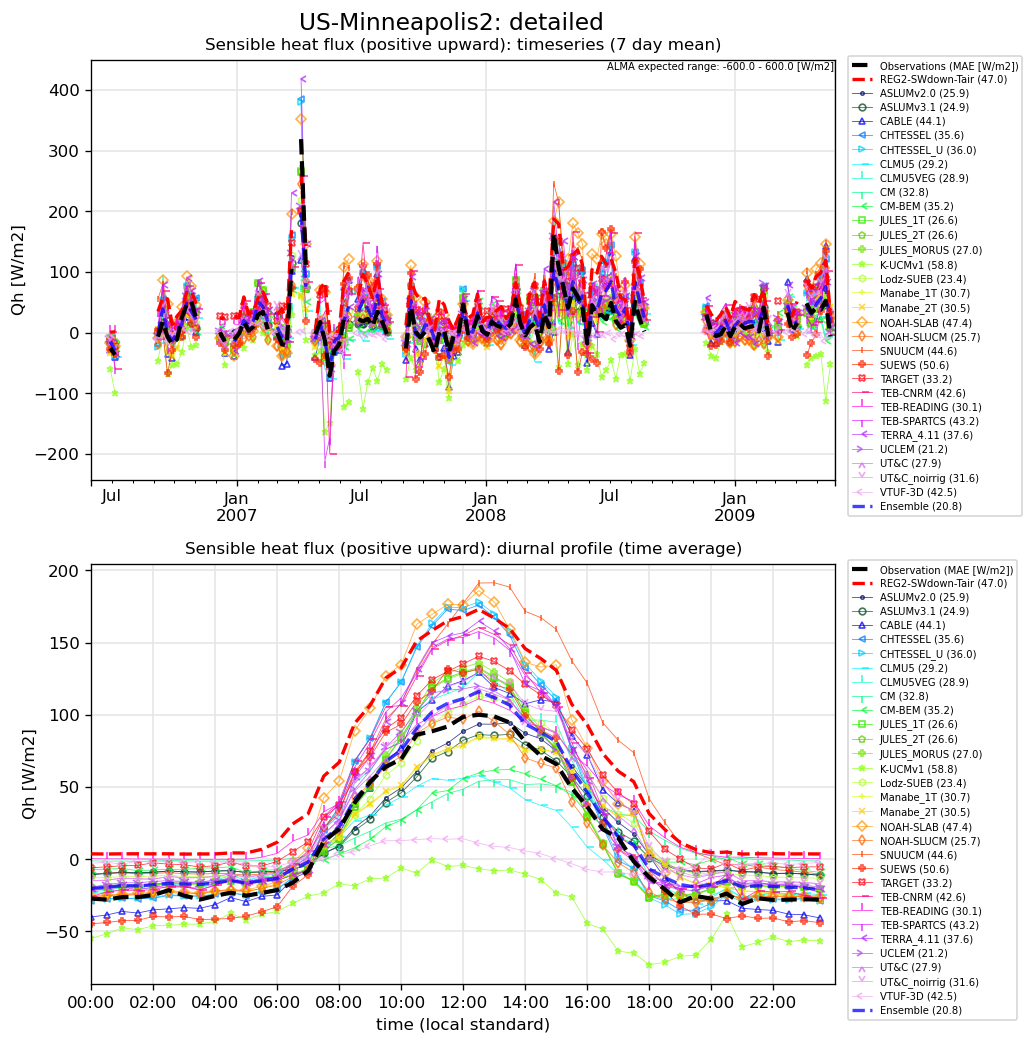 US-Minneapolis2: detailed
Sensible heat flux (positive upward): timeseries (7 day mean)
ALMA expected range: -600.0 - 600.0 [W/m2]
Qh [W/m2]
400
300
200
100
0
−100
−200
Jul
Jan
2007
Jul
Jan
2008
Jul
Jan
2009
Observations (MAE [W/m2])
REG2-SWdown-Tair (47.0)
ASLUMv2.0 (25.9)
ASLUMv3.1 (24.9)
CABLE (44.1)
CHTESSEL (35.6)
CHTESSEL_U (36.0)
CLMU5 (29.2)
CLMU5VEG (28.9)
CM (32.8)
CM-BEM (35.2)
JULES_1T (26.6)
JULES_2T (26.6)
JULES_MORUS (27.0)
K-UCMv1 (58.8)
Lodz-SUEB (23.4)
Manabe_1T (30.7)
Manabe_2T (30.5)
NOAH-SLAB (47.4)
NOAH-SLUCM (25.7)
SNUUCM (44.6)
SUEWS (50.6)
TARGET (33.2)
TEB-CNRM (42.6)
TEB-READING (30.1)
TEB-SPARTCS (43.2)
TERRA_4.11 (37.6)
UCLEM (21.2)
UT&C (27.9)
UT&C_noirrig (31.6)
VTUF-3D (42.5)
Ensemble (20.8)
Sensible heat flux (positive upward): diurnal profile (time average)
Qh [W/m2]
200
150
100
50
0
−50
00:00
02:00
04:00
06:00
08:00
10:00
12:00
14:00
16:00
18:00
20:00
22:00
time (local standard)
Observation (MAE [W/m2])
REG2-SWdown-Tair (47.0)
ASLUMv2.0 (25.9)
ASLUMv3.1 (24.9)
CABLE (44.1)
CHTESSEL (35.6)
CHTESSEL_U (36.0)
CLMU5 (29.2)
CLMU5VEG (28.9)
CM (32.8)
CM-BEM (35.2)
JULES_1T (26.6)
JULES_2T (26.6)
JULES_MORUS (27.0)
K-UCMv1 (58.8)
Lodz-SUEB (23.4)
Manabe_1T (30.7)
Manabe_2T (30.5)
NOAH-SLAB (47.4)
NOAH-SLUCM (25.7)
SNUUCM (44.6)
SUEWS (50.6)
TARGET (33.2)
TEB-CNRM (42.6)
TEB-READING (30.1)
TEB-SPARTCS (43.2)
TERRA_4.11 (37.6)
UCLEM (21.2)
UT&C (27.9)
UT&C_noirrig (31.6)
VTUF-3D (42.5)
Ensemble (20.8)